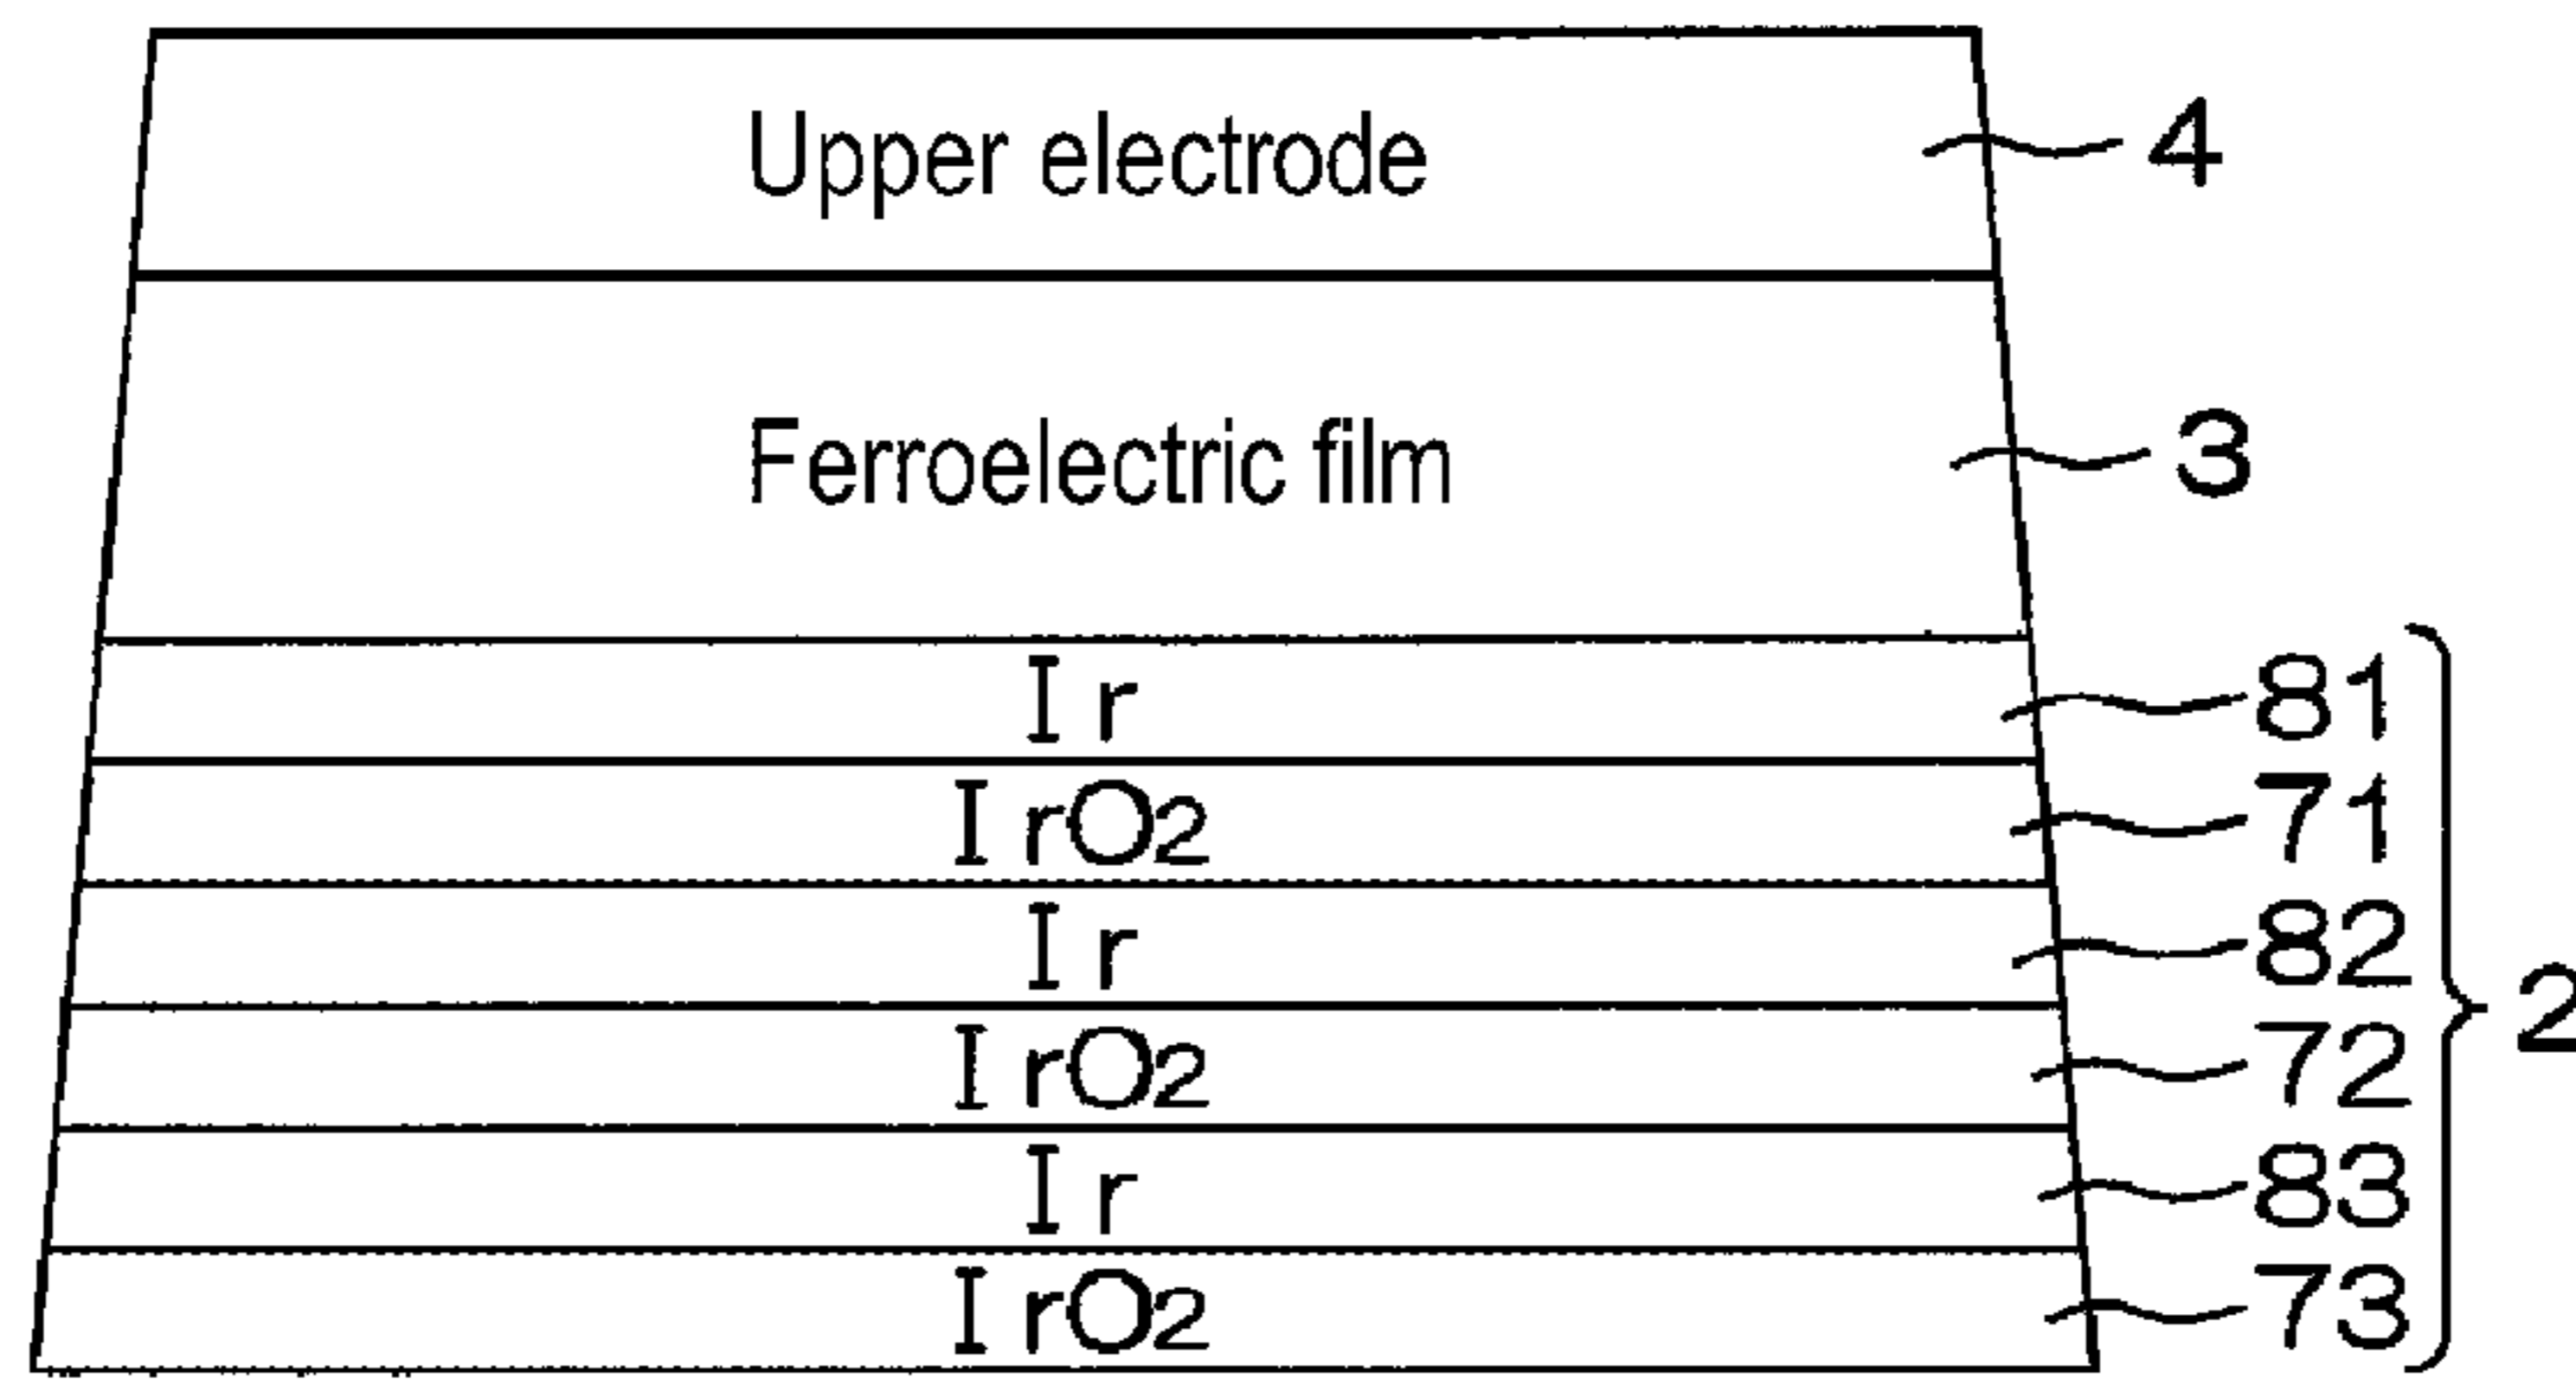 Upper electrode 4
Ferroelectric film 3
Ir 81
IrO2 71
Ir 82
IrO2 72 2
Ir 83
IrO2 73